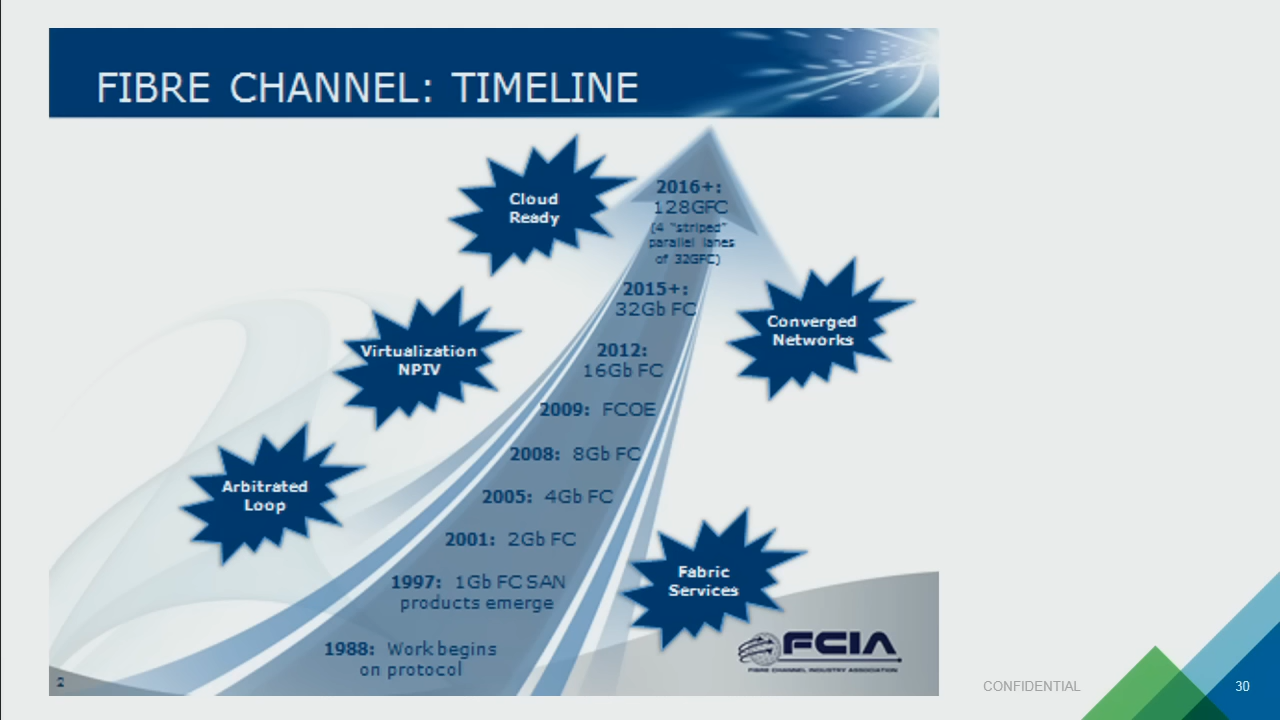 FIBRE CHANNEL: TIMELINE
Cloud
Ready
2016+:
128GFC
(4 "striped"
parallel lanes
of 32GFC)
2015+:
32Gb FC
Converged
Networks
Virtualization
NPIV
2012:
16Gb FC
2009: FCOE
2008: 8Gb FC
Arbitrated
Loop
2005: 4Gb FC
2001: 2Gb FC
1997: 1Gb FC SAN
products emerge
Fabric
Services
1988: Work begins
on protocol
FCIA
FIBRE CHANNEL INDUSTRY ASSOCIATION
2
CONFIDENTIAL
30